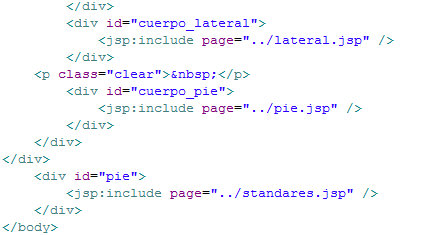 </div>
<div id="cuerpo_lateral">
<jsp:include page="../lateral.jsp" />
</div>
<p class="clear">&nbsp;</p>
<div id="cuerpo_pie">
<jsp:include page="../pie.jsp" />
</div>
</div>
</div>
<div id="pie">
<jsp:include page="../standares.jsp" />
</div>
</body>